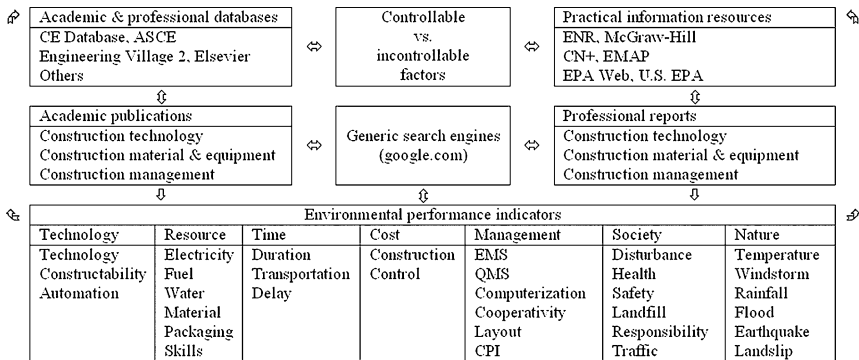 Academic & professional databases
CE Database, ASCE
Engineering Village 2, Elsevier
Others
Controllable
vs.
incontrollable
factors
Practical information resources
ENR, McGraw-Hill
CN+, EMAP
EPA Web, U.S. EPA
Academic publications
Construction technology
Construction material & equipment
Construction management
Generic search engines
(google.com)
Professional reports
Construction technology
Construction material & equipment
Construction management
Environmental performance indicators
Technology Resource Time Cost Management Society Nature
Technology Electricity Duration Construction EMS Disturbance Temperature
Constructability Fuel Transportation Control QMS Health Windstorm
Automation Water Delay Computerization Safety Rainfall
Material Cooperativity Landfill Flood
Packaging Layout Responsibility Earthquake
Skills CPI Traffic Landslip